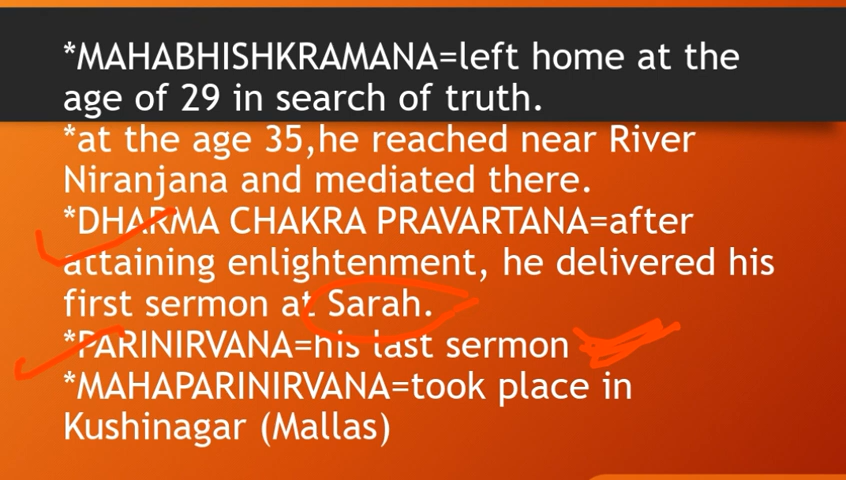 *MAHABHISHKRAMANA=left home at the
age of 29 in search of truth.
*at the age 35,he reached near River
Niranjana and mediated there.
*DHARMA CHAKRA PRAVARTANA=after
attaining enlightenment, he delivered his
first sermon at Sarah.
*PARINIRVANA=his last sermon
*MAHAPARINIRVANA=took place in
Kushinagar (Mallas)